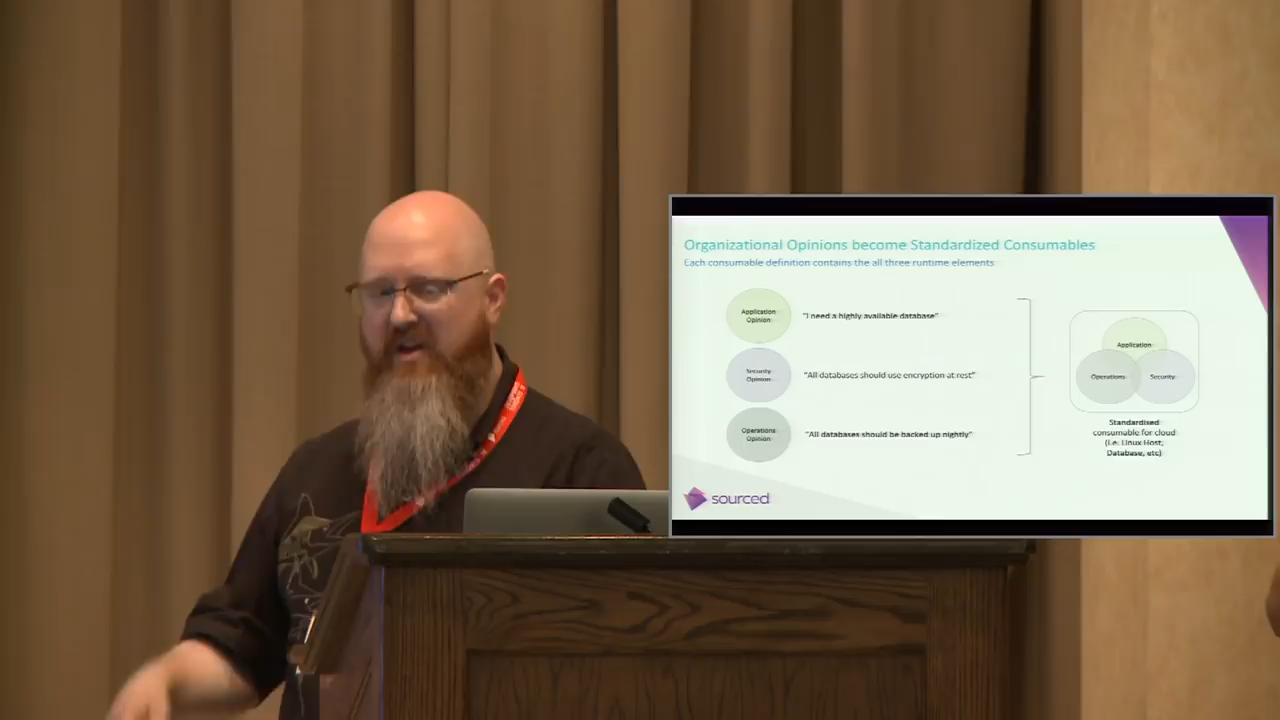 Organizational Opinions become Standardized Consumables
Each consumable definition contains the all three runtime elements
Application
Opinion
"I need a highly available database"
Security
Opinion
"All databases should use encryption at rest"
Operations
Opinion
"All databases should be backed up nightly"
Application
Operations
Security
Standardised
consumable for cloud
(i.e: Linux Host,
Database, etc)
sourced